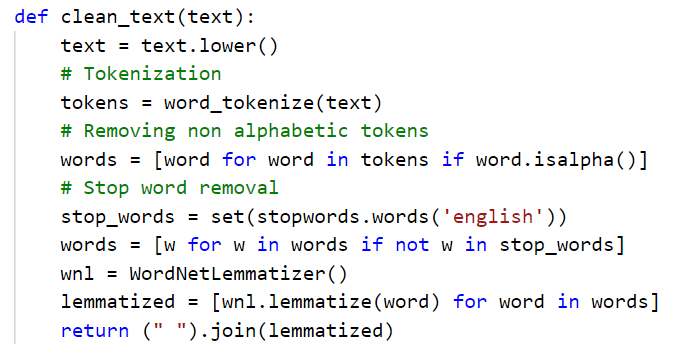 def clean_text(text):
    text = text.lower()
    # Tokenization
    tokens = word_tokenize(text)
    # Removing non alphabetic tokens
    words = [word for word in tokens if word.isalpha()]
    # Stop word removal
    stop_words = set(stopwords.words('english'))
    words = [w for w in words if not w in stop_words]
    wnl = WordNetLemmatizer()
    lemmatized = [wnl.lemmatize(word) for word in words]
    return (" ").join(lemmatized)